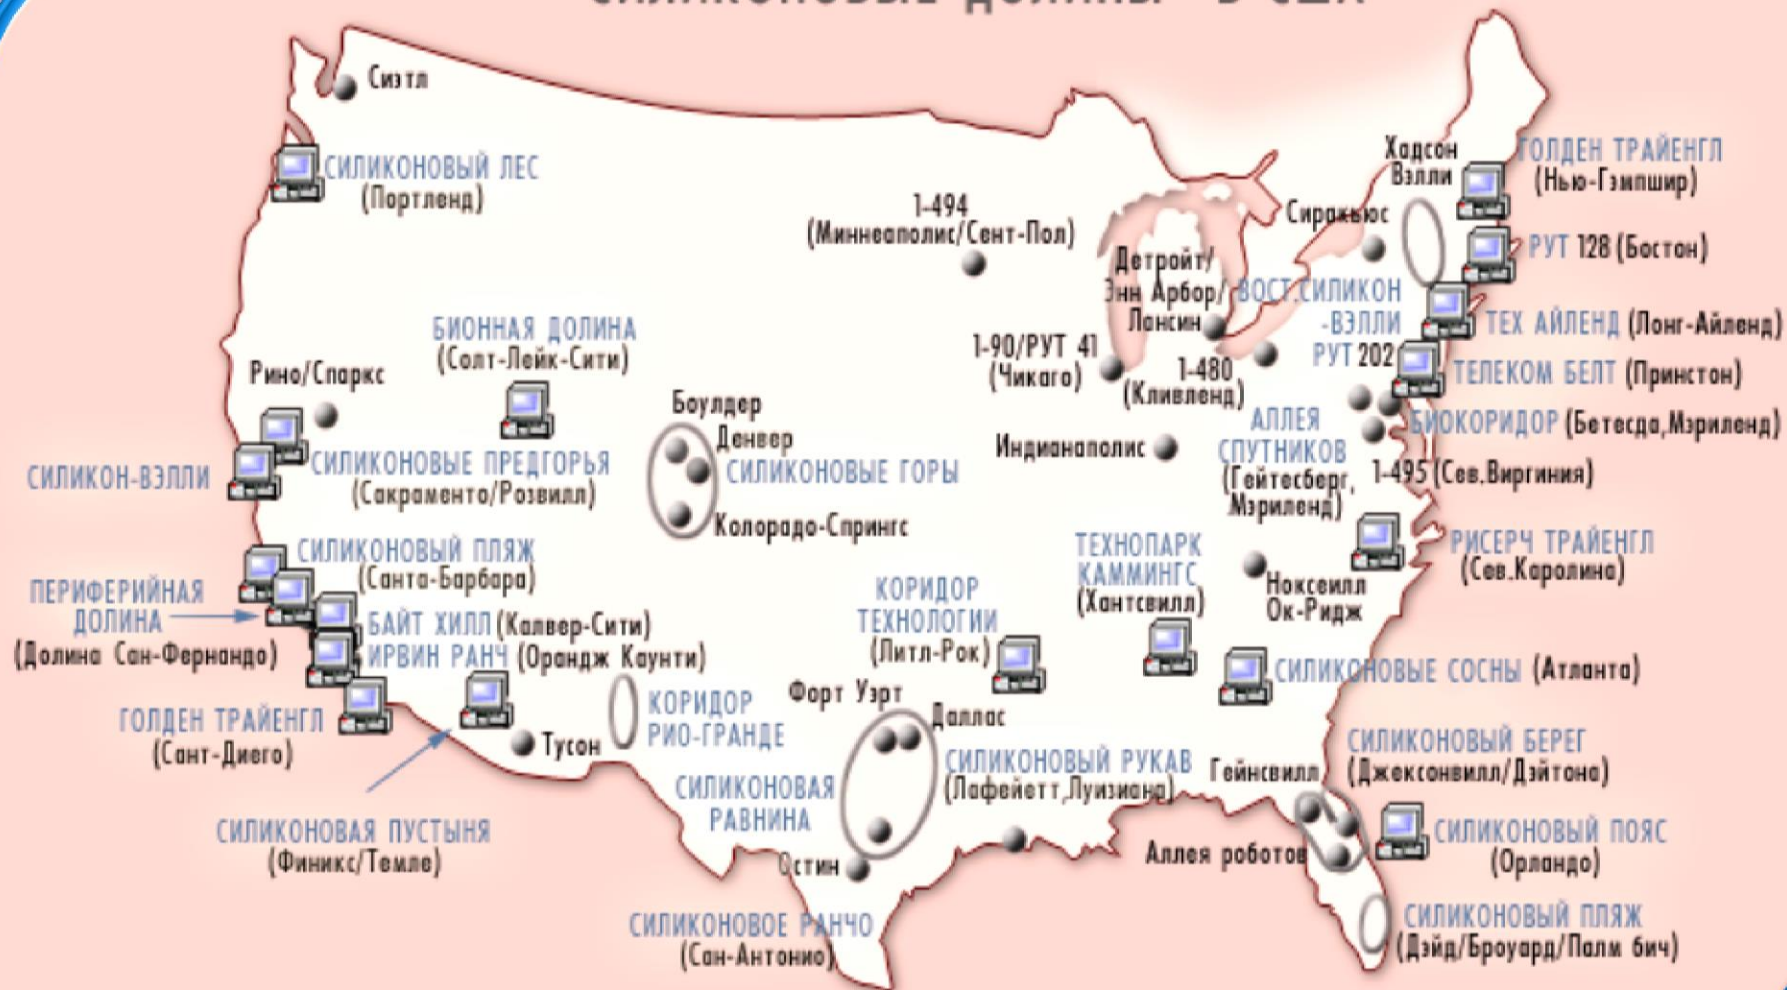 СИЛИКОНОВЫЕ ДОЛИНЫ В США
Сиэтл
СИЛИКОНОВЫЙ ЛЕС
(Портленд)
1-494
(Миннеаполис/Сент-Пол)
Хадсон
Вэлли
ГОЛДЕН ТРАЙЕНГЛ
(Нью-Гэмпшир)
Сиракьюс
РУТ 128 (Бостон)
Детройт/
Энн Арбор/
Лансин
ВОСТ.СИЛИКОН
-ВЭЛЛИ
РУТ 202
ТЕХ АЙЛЕНД (Лонг-Айленд)
ТЕЛЕКОМ БЕЛТ (Принстон)
БИОННАЯ ДОЛИНА
(Солт-Лейк-Сити)
1-90/РУТ 41
(Чикаго)
1-480
(Кливленд)
Рино/Спаркс
Боулдер
Денвер
СИЛИКОНОВЫЕ ГОРЫ
Колорадо-Спрингс
Индианаполис
АЛЛЕЯ
СПУТНИКОВ
(Гейтесберг,
Мэриленд)
БИОКОРИДОР (Бетесда,Мэриленд)
1-495 (Сев.Виргиния)
СИЛИКОН-ВЭЛЛИ
СИЛИКОНОВЫЕ ПРЕДГОРЬЯ
(Сакраменто/Розвилл)
СИЛИКОНОВЫЙ ПЛЯЖ
(Санта-Барбара)
ТЕХНОПАРК
КАММИНГС
(Хантсвилл)
РИСЕРЧ ТРАЙЕНГЛ
(Сев.Каролина)
Ноксвилл
Ок-Ридж
ПЕРИФЕРИЙНАЯ
ДОЛИНА
(Долина Сан-Фернандо)
БАЙТ ХИЛЛ (Калвер-Сити)
ИРВИН РАНЧ (Орандж Каунти)
КОРИДОР
ТЕХНОЛОГИИ
(Литл-Рок)
СИЛИКОНОВЫЕ СОСНЫ (Атланта)
ГОЛДЕН ТРАЙЕНГЛ
(Сант-Диего)
Тусон
КОРИДОР
РИО-ГРАНДЕ
Форт Уэрт
Даллас
СИЛИКОНОВЫЙ РУКАВ
(Лафейетт,Луизиана)
СИЛИКОНОВАЯ
РАВНИНА
Гейнсвилл
СИЛИКОНОВЫЙ БЕРЕГ
(Джексонвилл/Дэйтона)
СИЛИКОНОВАЯ ПУСТЫНЯ
(Финикс/Темпе)
Остин
Аллея роботов
СИЛИКОНОВЫЙ ПОЯС
(Орландо)
СИЛИКОНОВОЕ РАНЧО
(Сан-Антонио)
СИЛИКОНОВЫЙ ПЛЯЖ
(Дэйд/Броуард/Палм бич)